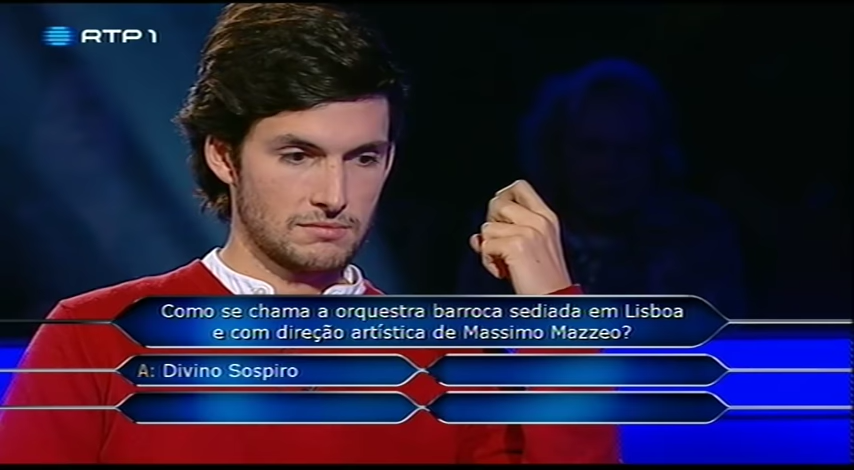 RTP 1
Como se chama a orquestra barroca sediada em Lisboa
e com direção artística de Massimo Mazzeo?
A: Divino Sospiro